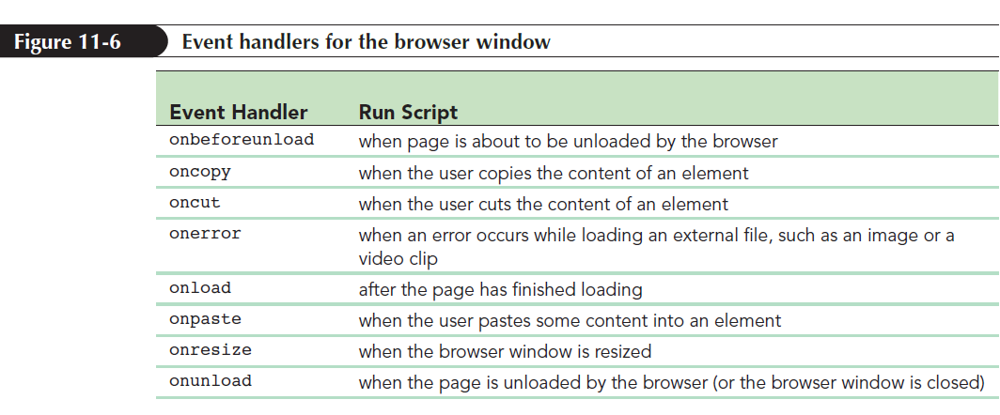 Figure 11-6 Event handlers for the browser window
Event Handler Run Script
onbeforeunload when page is about to be unloaded by the browser
oncopy when the user copies the content of an element
oncut when the user cuts the content of an element
onerror when an error occurs while loading an external file, such as an image or a
video clip
onload after the page has finished loading
onpaste when the user pastes some content into an element
onresize when the browser window is resized
onunload when the page is unloaded by the browser (or the browser window is closed)